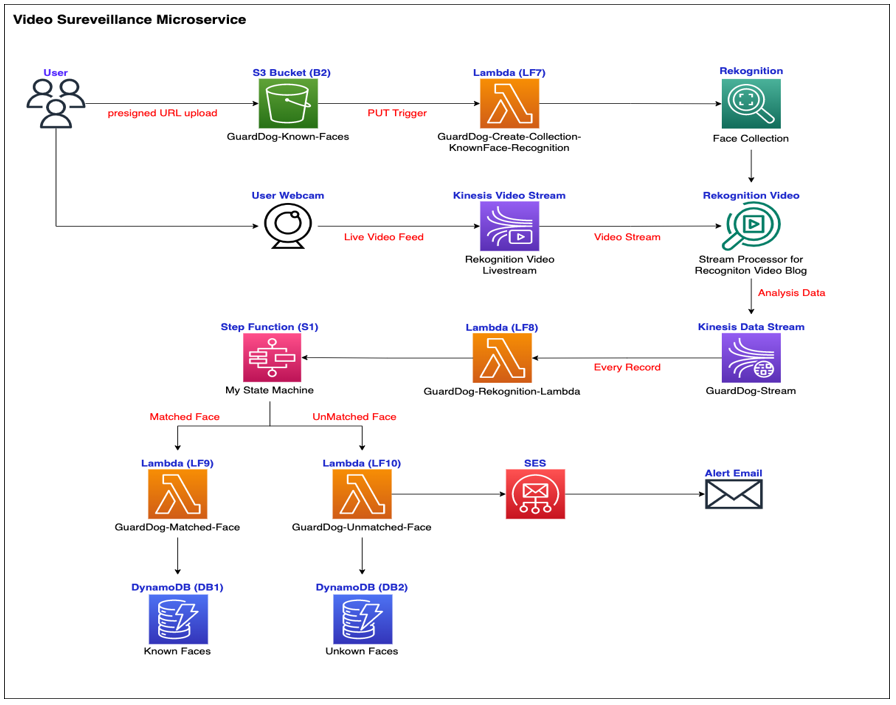 Video Sureveillance Microservice
User
S3 Bucket (B2)
Lambda (LF7)
Rekognition
presigned URL upload
PUT Trigger
GuardDog-Known-Faces
GuardDog-Create-Collection-
KnownFace-Recognition
Face Collection
User Webcam
Kinesis Video Stream
Rekognition Video
Live Video Feed
Video Stream
Rekognition Video
Livestream
Stream Processor for
Recogniton Video Blog
Analysis Data
Step Function (S1)
Lambda (LF8)
Kinesis Data Stream
Every Record
My State Machine
GuardDog-Rekognition-Lambda
GuardDog-Stream
Matched Face
UnMatched Face
Lambda (LF9)
Lambda (LF10)
SES
Alert Email
GuardDog-Matched-Face
GuardDog-Unmatched-Face
DynamoDB (DB1)
DynamoDB (DB2)
Known Faces
Unkown Faces